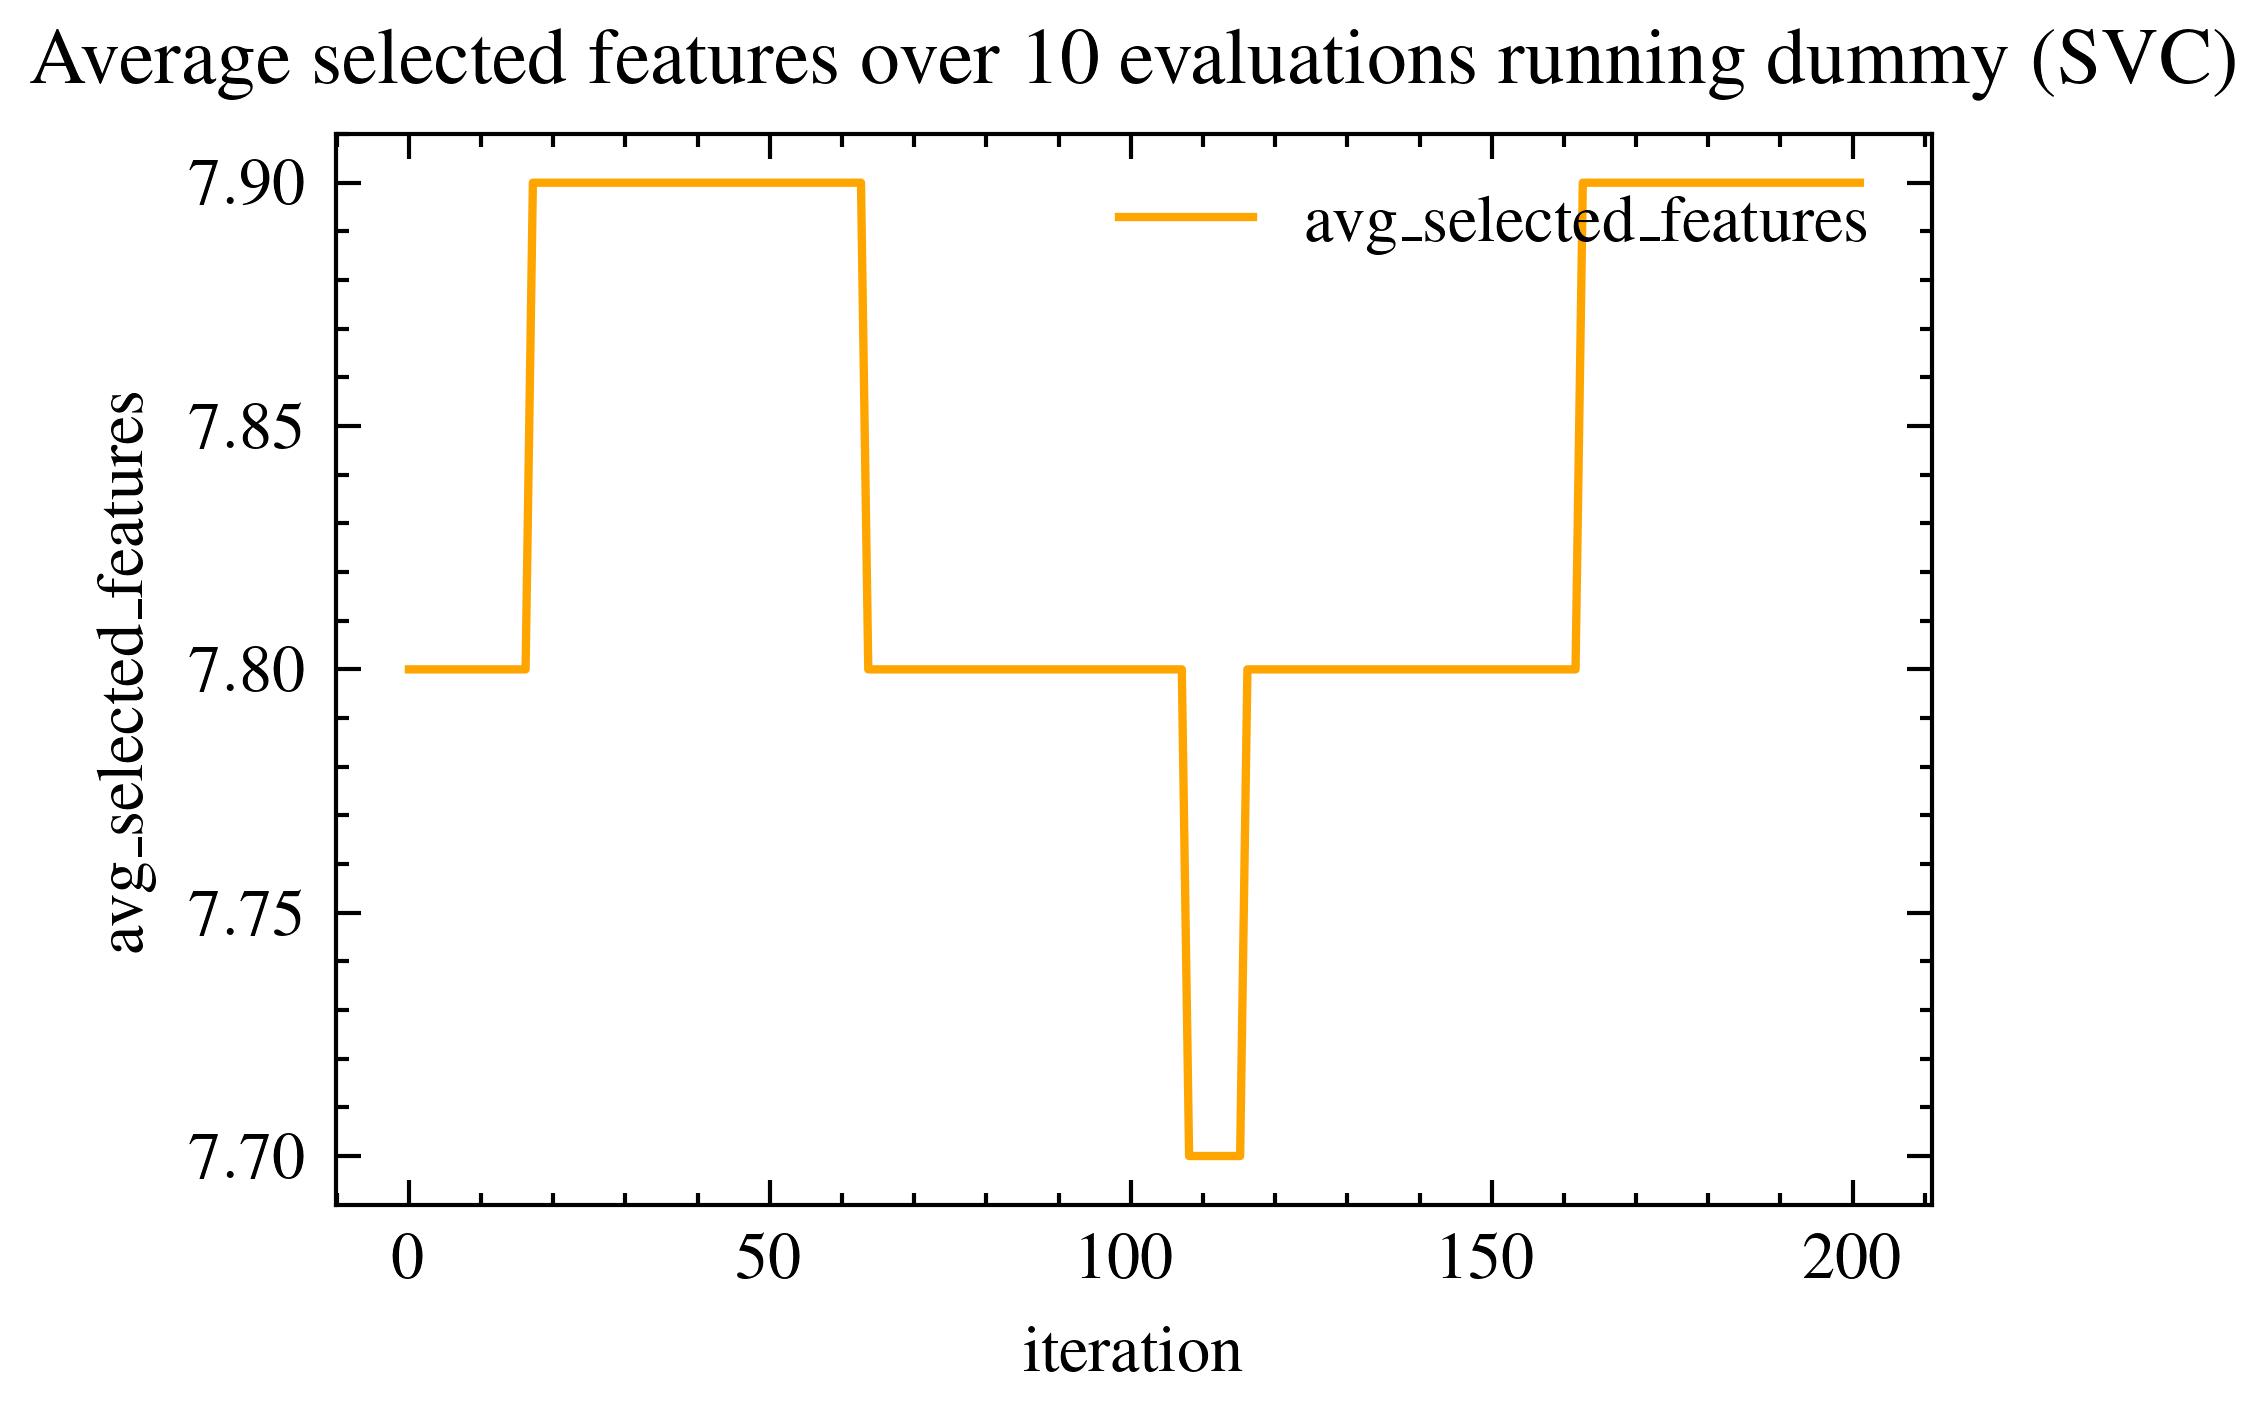 Average selected features over 10 evaluations running dummy (SVC)
7.90
7.85
7.80
7.75
7.70
avg_selected_features
avg_selected_features
0 50 100 150 200
iteration